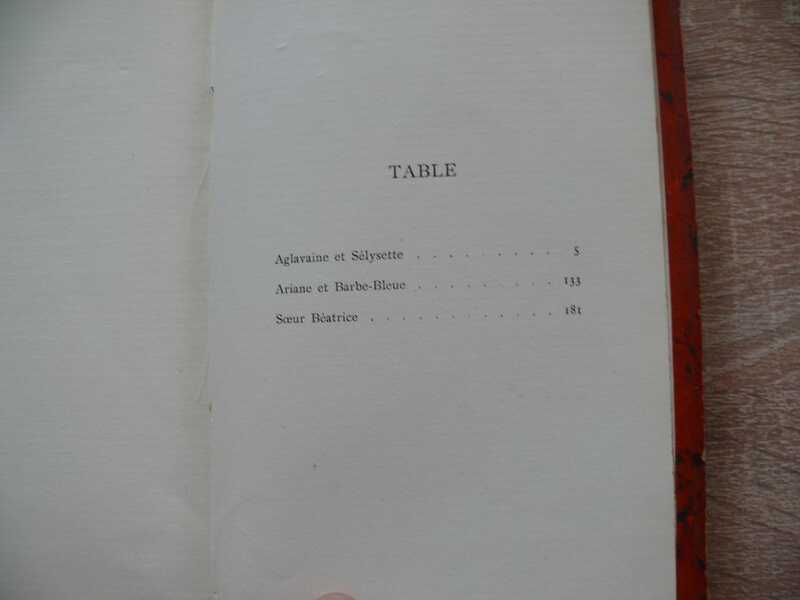 TABLE
Aglavaine et Sélysette . . . . . . . . . . 5
Ariane et Barbe-Bleue . . . . . . . . . 133
Sœur Béatrice . . . . . . . . . . . . 181